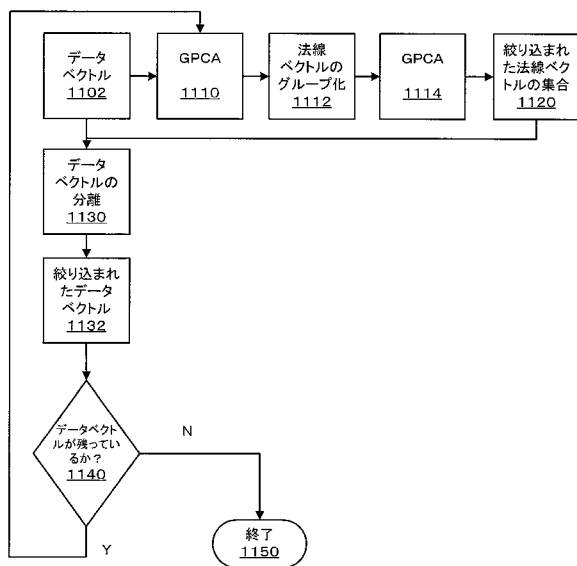 データ
ベクトル
1102
GPCA
1110
法線
ベクトルの
グループ化
1112
GPCA
1114
絞り込まれ
た法線ベク
トルの集合
1120
データ
ベクトルの
分離
1130
絞り込まれ
たデータ
ベクトル
1132
データベクト
ルが残ってい
るか？
1140
N
Y
終了
1150